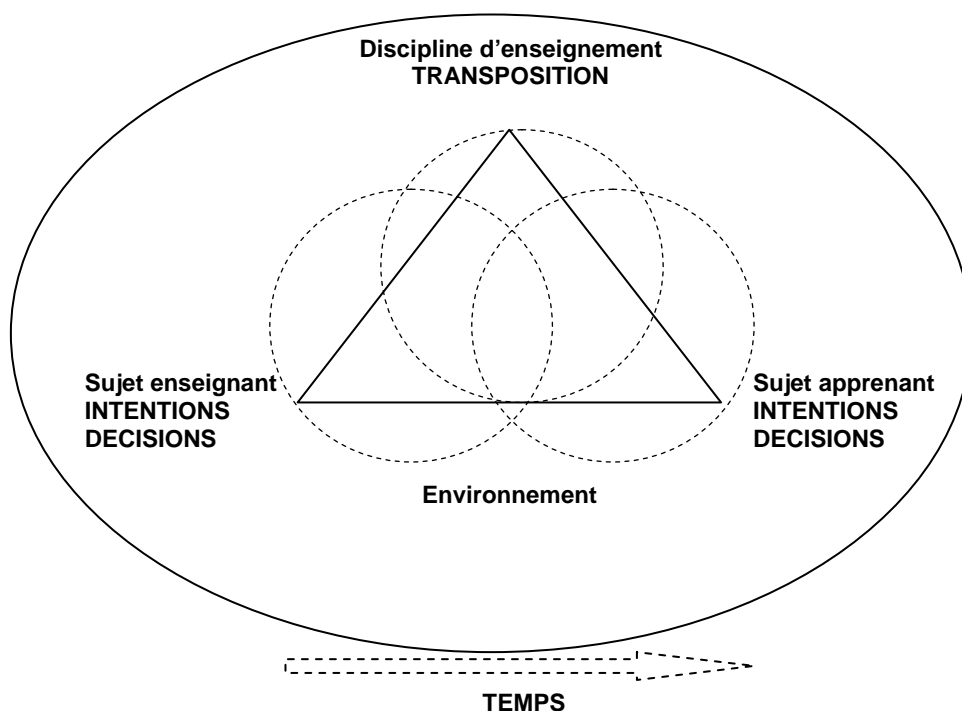 Discipline d’enseignement
TRANSPOSITION
Sujet enseignant
INTENTIONS
DECISIONS
Sujet apprenant
INTENTIONS
DECISIONS
Environnement
TEMPS